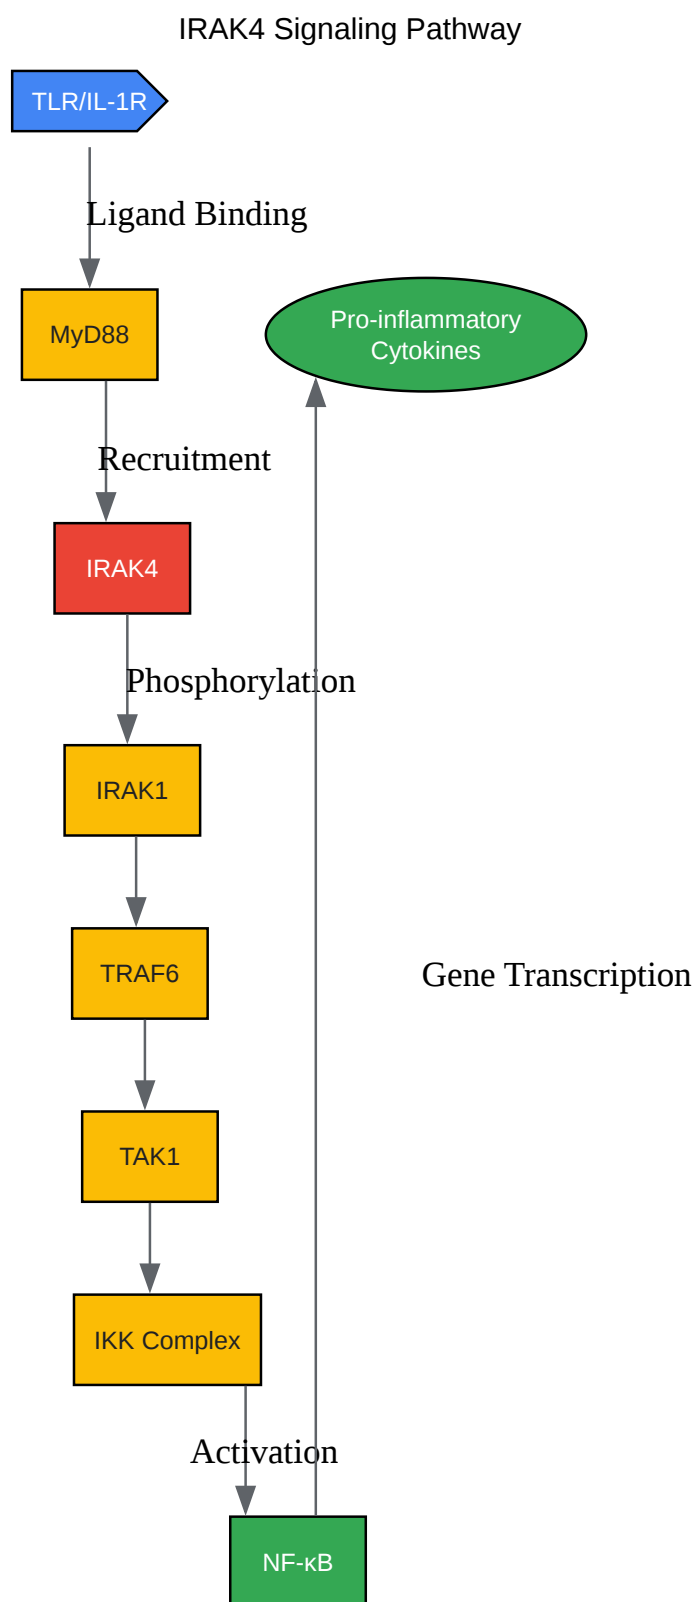 IRAK4 Signaling Pathway
TLR/IL-1R
Ligand Binding
MyD88
Pro-inflammatory
Cytokines
Recruitment
IRAK4
Phosphorylation
IRAK1
TRAF6
Gene Transcription
TAK1
IKK Complex
Activation
NF-κB